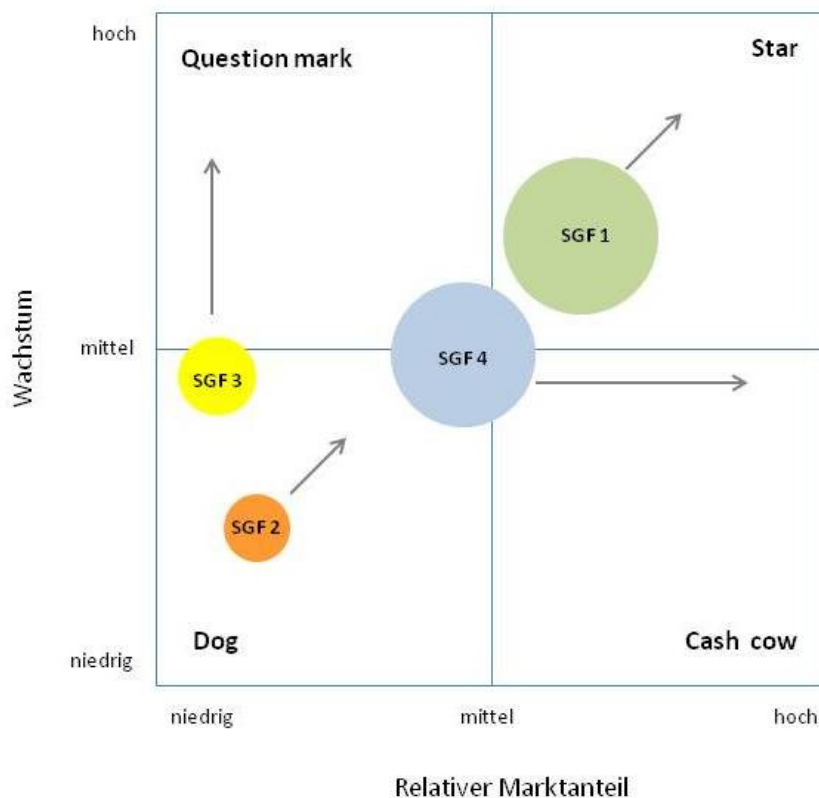 hoch
Question mark
Star
SGF 1
Wachstum
mittel
SGF 4
SGF 3
SGF 2
Dog
Cash cow
niedrig
niedrig
mittel
hoch
Relativer Marktanteil